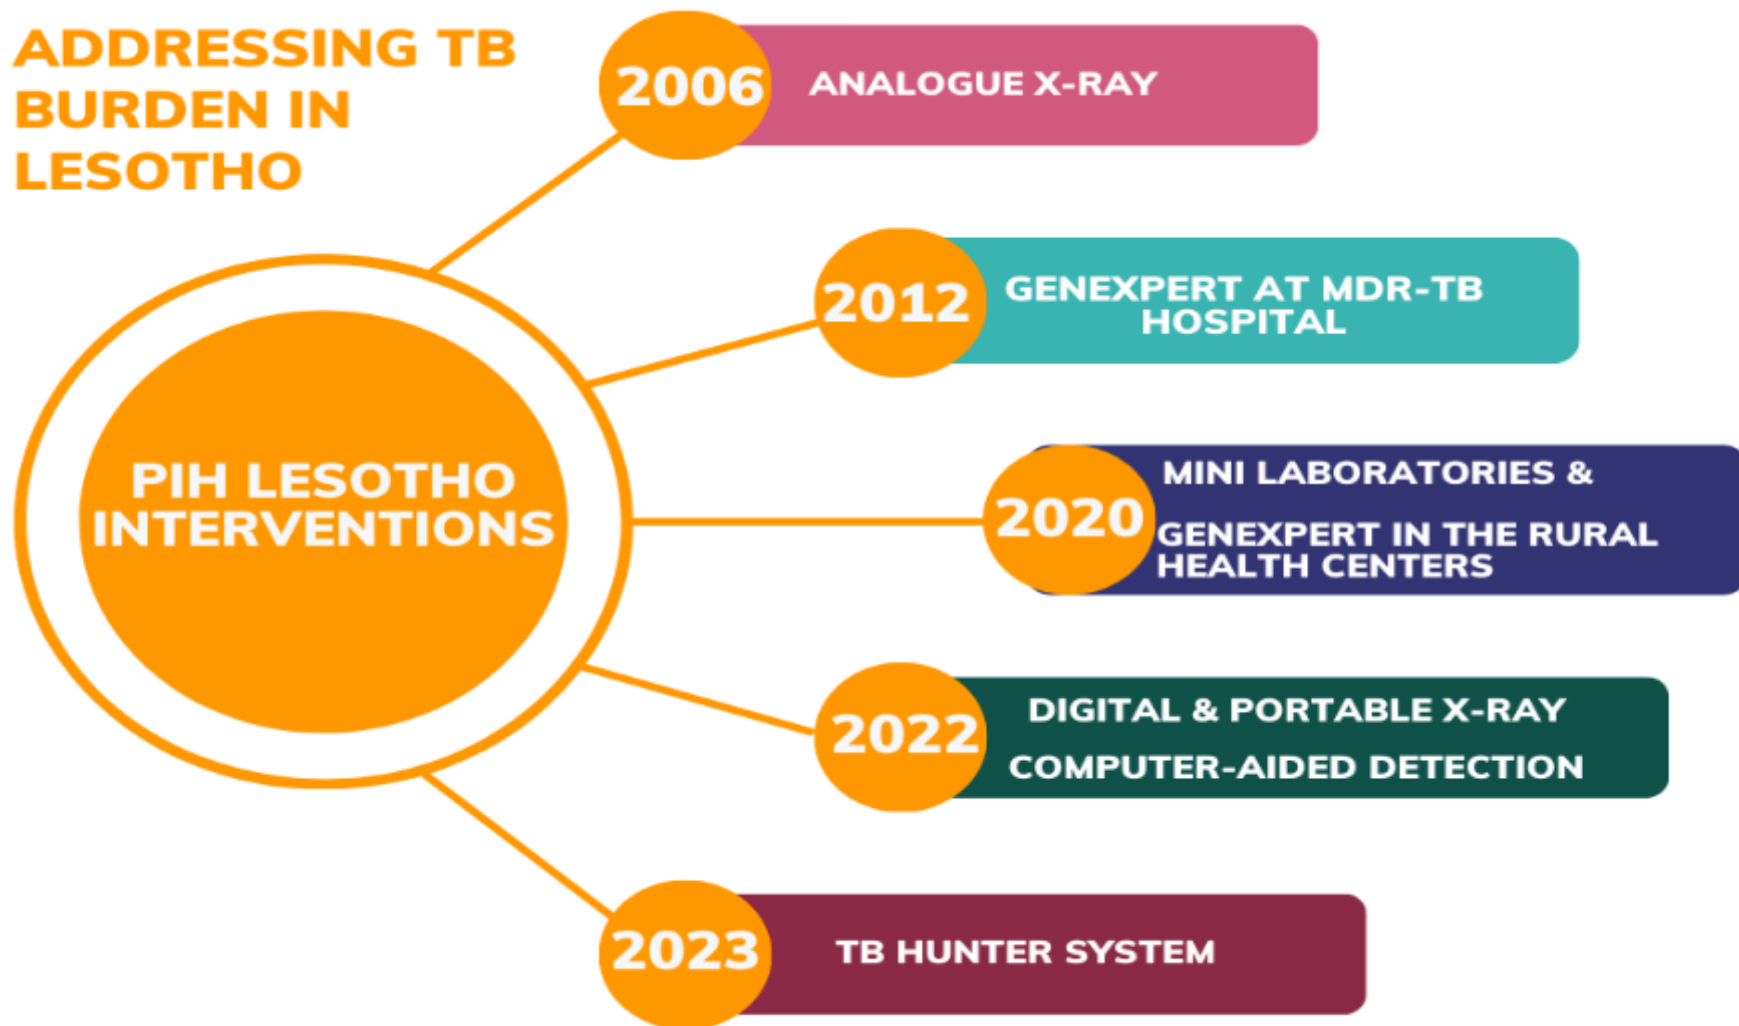 ADDRESSING TB
BURDEN IN
LESOTHO
PIH LESOTHO
INTERVENTIONS
2006
ANALOGUE X-RAY
2012
GENEXPERT AT MDR-TB
HOSPITAL
2020
MINI LABORATORIES &
GENEXPERT IN THE RURAL
HEALTH CENTERS
2022
DIGITAL & PORTABLE X-RAY
COMPUTER-AIDED DETECTION
2023
TB HUNTER SYSTEM